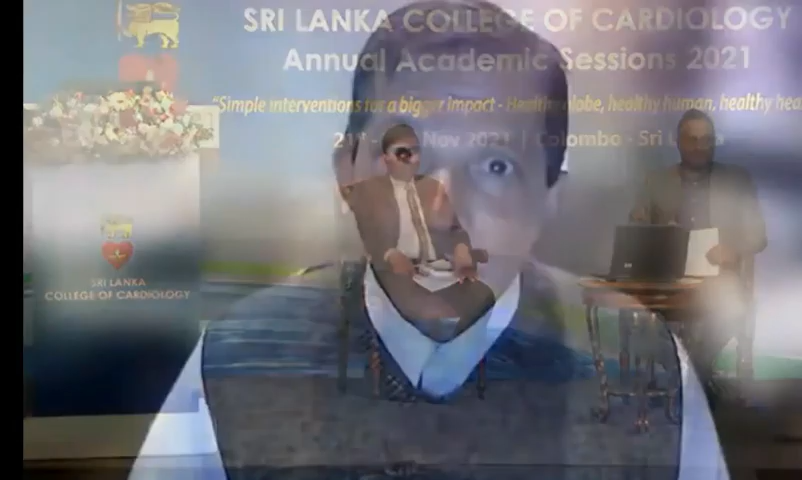 SRI LANKA COLLEGE OF CARDIOLOGY
Annual Academic Sessions 2021
"Simple interventions for a bigger impact - Healthy globe, healthy human, healthy hea
21 Nov 2021 | Colombo - Sri
SRI LANKA
COLLEGE OF CARDIOLOGY